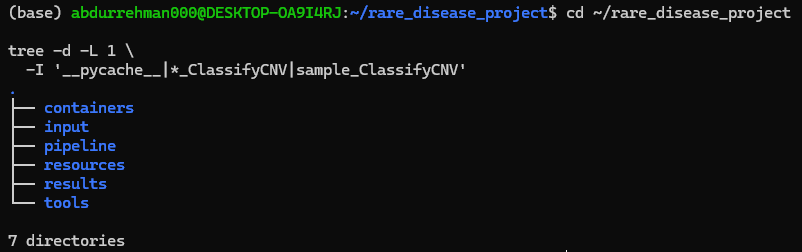 (base) abdurrehman000@DESKTOP-OA9I4RJ:~/rare_disease_project$ cd ~/rare_disease_project

tree -d -L 1 \
  -I '__pycache__|*_ClassifyCNV|sample_ClassifyCNV'
.
├── containers
├── input
├── pipeline
├── resources
├── results
└── tools

7 directories